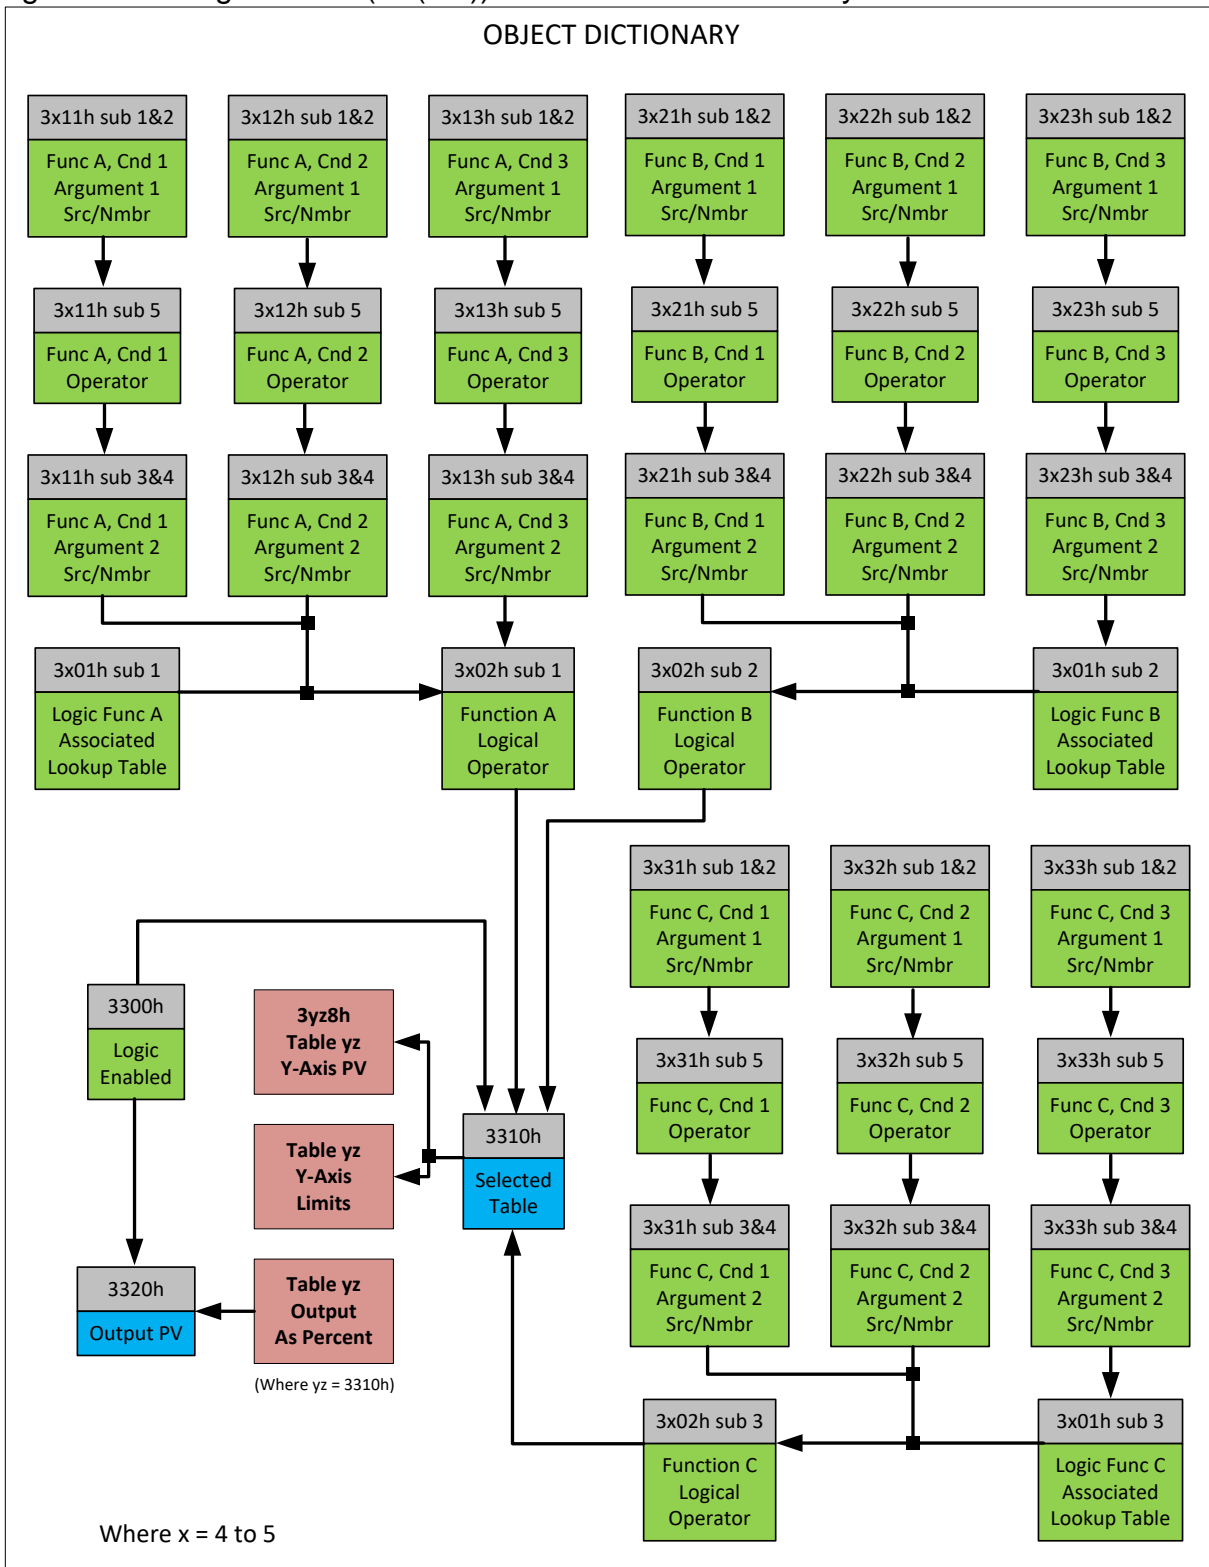 OBJECT DICTIONARY
3x11h sub 1&2
Func A, Cnd 1
Argument 1
Src/Nmbr
3x12h sub 1&2
Func A, Cnd 2
Argument 1
Src/Nmbr
3x13h sub 1&2
Func A, Cnd 3
Argument 1
Src/Nmbr
3x21h sub 1&2
Func B, Cnd 1
Argument 1
Src/Nmbr
3x22h sub 1&2
Func B, Cnd 2
Argument 1
Src/Nmbr
3x23h sub 1&2
Func B, Cnd 3
Argument 1
Src/Nmbr
3x11h sub 5
Func A, Cnd 1
Operator
3x12h sub 5
Func A, Cnd 2
Operator
3x13h sub 5
Func A, Cnd 3
Operator
3x21h sub 5
Func B, Cnd 1
Operator
3x22h sub 5
Func B, Cnd 2
Operator
3x23h sub 5
Func B, Cnd 3
Operator
3x11h sub 3&4
Func A, Cnd 1
Argument 2
Src/Nmbr
3x12h sub 3&4
Func A, Cnd 2
Argument 2
Src/Nmbr
3x13h sub 3&4
Func A, Cnd 3
Argument 2
Src/Nmbr
3x21h sub 3&4
Func B, Cnd 1
Argument 2
Src/Nmbr
3x22h sub 3&4
Func B, Cnd 2
Argument 2
Src/Nmbr
3x23h sub 3&4
Func B, Cnd 3
Argument 2
Src/Nmbr
3x01h sub 1
Logic Func A
Associated
Lookup Table
3x02h sub 1
Function A
Logical
Operator
3x02h sub 2
Function B
Logical
Operator
3x01h sub 2
Logic Func B
Associated
Lookup Table
3x31h sub 1&2
Func C, Cnd 1
Argument 1
Src/Nmbr
3x32h sub 1&2
Func C, Cnd 2
Argument 1
Src/Nmbr
3x33h sub 1&2
Func C, Cnd 3
Argument 1
Src/Nmbr
3300h
Logic
Enabled
3yz8h
Table yz
Y-Axis PV
3x31h sub 5
Func C, Cnd 1
Operator
3x32h sub 5
Func C, Cnd 2
Operator
3x33h sub 5
Func C, Cnd 3
Operator
Table yz
Y-Axis
Limits
3310h
Selected
Table
3x31h sub 3&4
Func C, Cnd 1
Argument 2
Src/Nmbr
3x32h sub 3&4
Func C, Cnd 2
Argument 2
Src/Nmbr
3x33h sub 3&4
Func C, Cnd 3
Argument 2
Src/Nmbr
3320h
Output PV
Table yz
Output
As Percent
(Where yz = 3310h)
3x02h sub 3
Function C
Logical
Operator
3x01h sub 3
Logic Func C
Associated
Lookup Table
Where x = 4 to 5